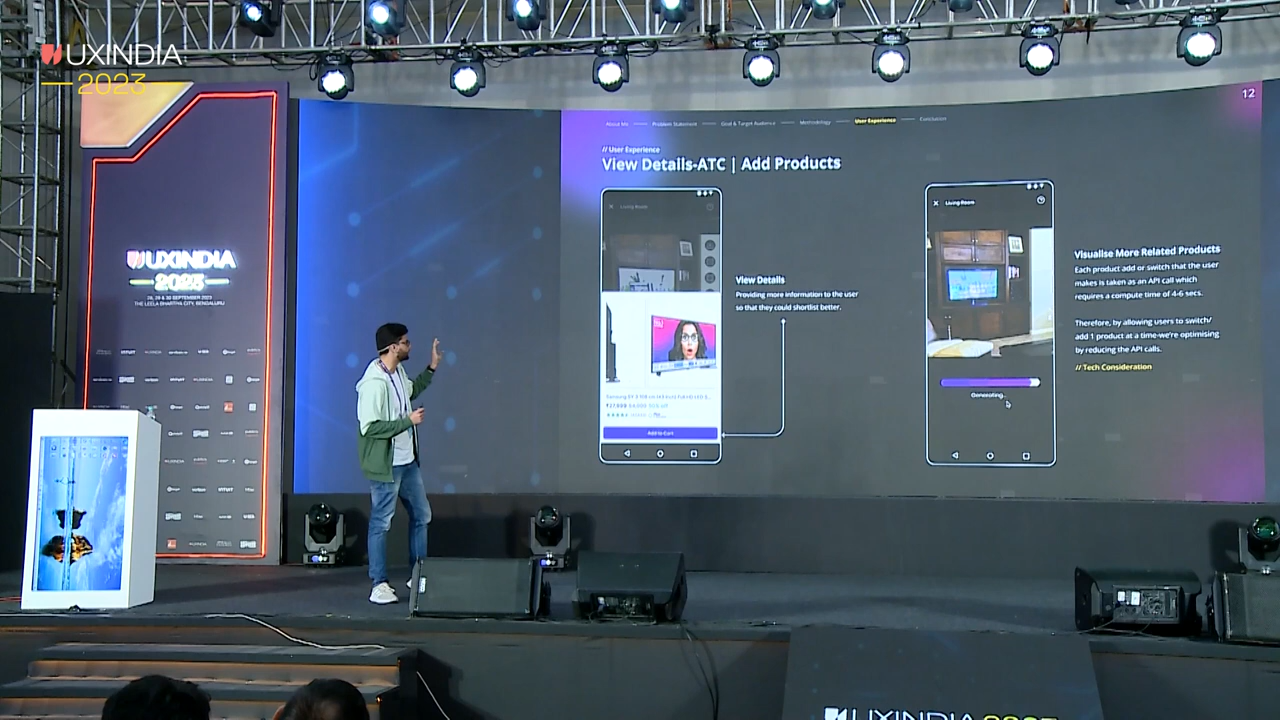 UXINDIA
2023
12
About Me
Problem Statement
Goal & Target Audience
Methodology
User Experience
Conclusion
// User Experience
View Details-ATC | Add Products
Living Room
View Details
Providing more information to the user
so that they could shortlist better.
Add to Cart
Living Room
Generating...
Visualise More Related Products
Each product add or switch that the user
makes is taken as an API call which
requires a compute time of 4-6 secs.
Therefore, by allowing users to switch/
add 1 product at a time-we're optimising
by reducing the API calls.
// Tech Consideration
UXINDIA
2023
28, 29 & 30 SEPTEMBER 2023
THE LEELA BHARTIYA CITY, BENGALURU
UXINDIA 2023